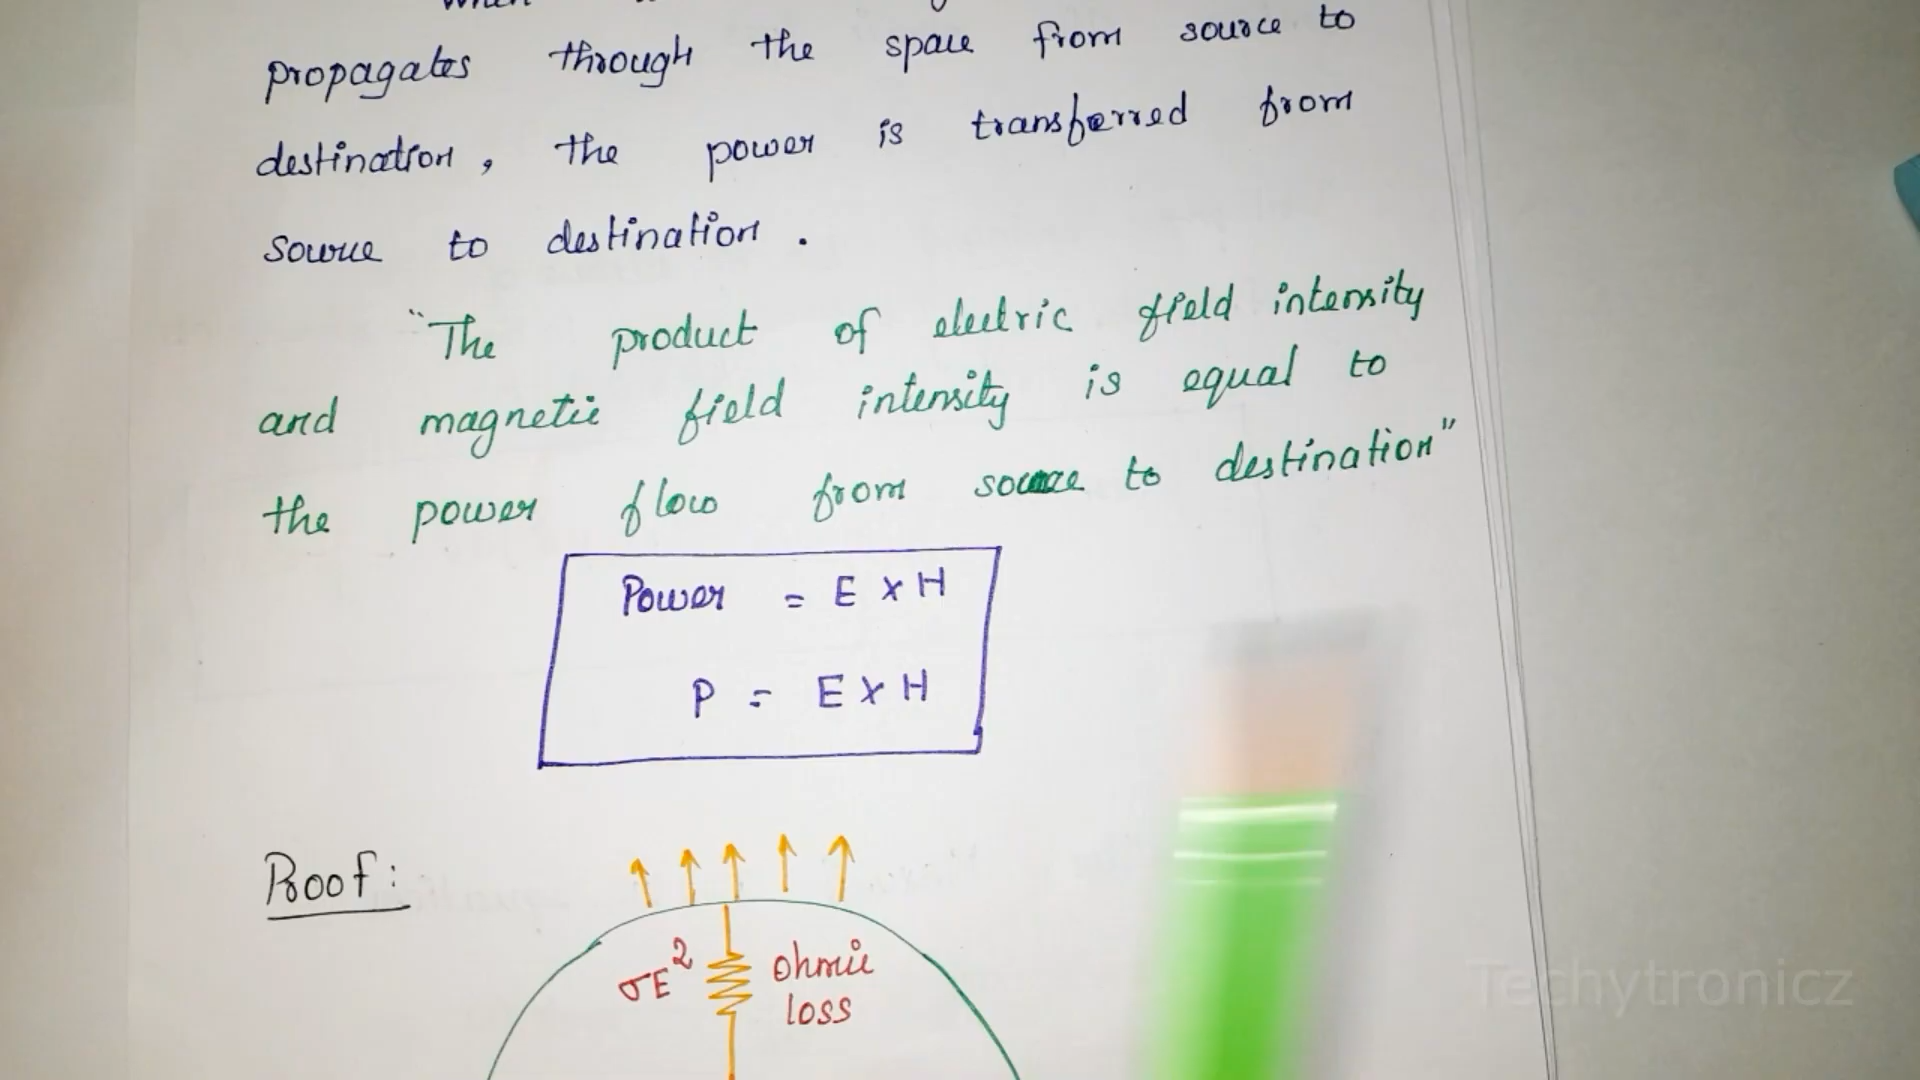 propagates through the space from source to
destination, the power is transferred from
source to destination.
"The product of electric field intensity
and magnetic field intensity is equal to
the power flow from source to destination"
Power = E × H
P = E × H
Proof:
σE² ohmic
loss
Techytronicz